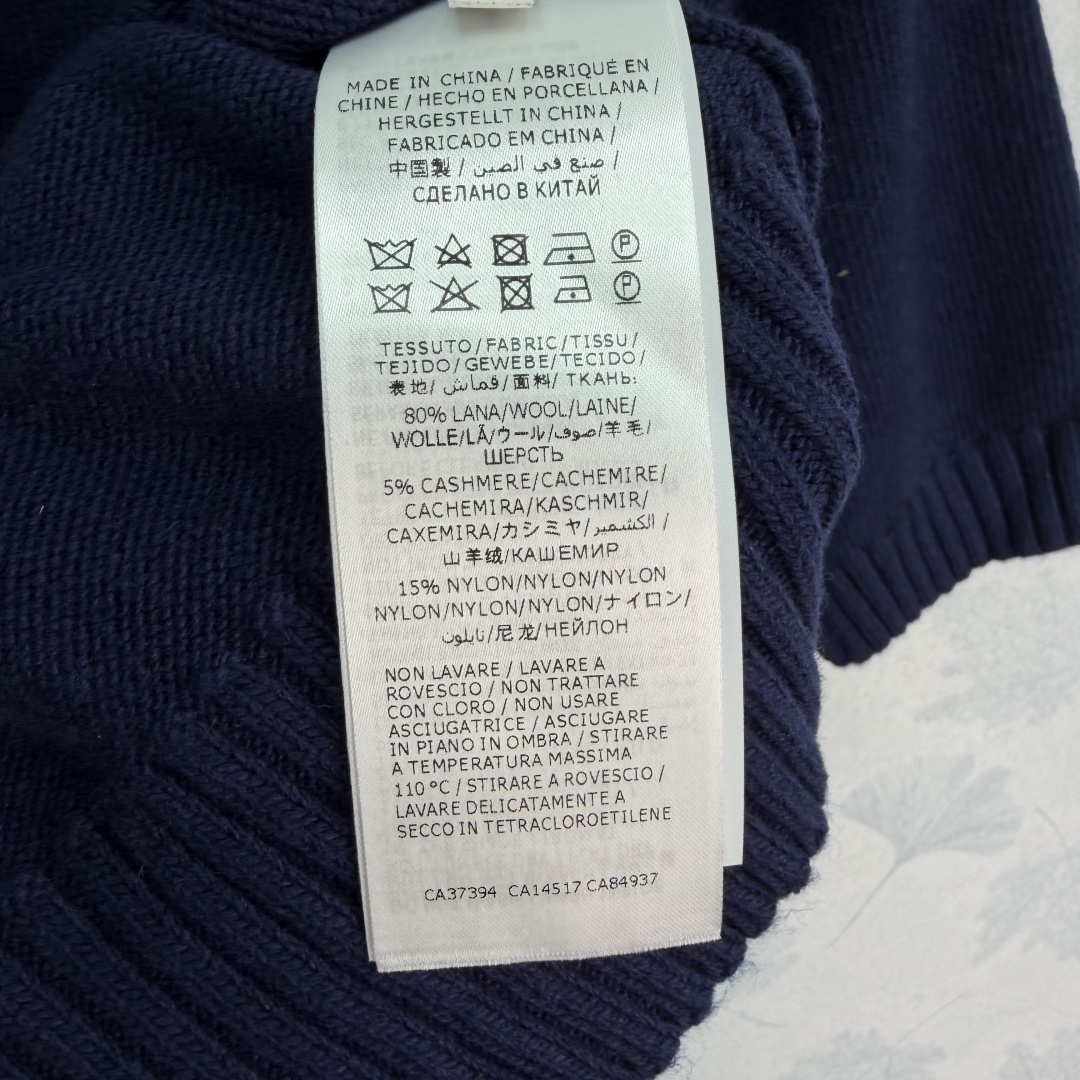 MADE IN CHINA / FABRIQUÉ EN
CHINE / HECHO EN PORCELLANA /
HERGESTELLT IN CHINA /
FABRICADO EM CHINA /
中国製 / صنع في الصين /
СДЕЛАНО В КИТАЙ
P
P
TESSUTO/FABRIC/TISSU/
TEJIDO/GEWEBE/TECIDO/
表地/ قماش/面料/ ТКАНЬ:
80% LANA/WOOL/LAINE/
WOLLE/LÃ/ウール/صوف/羊毛/
ШЕРСТЬ
5% CASHMERE/CACHEMIRE/
CACHEMIRA/KASCHMIR/
CAXEMIRA/カシミヤ/الكشمير /
山羊绒/КАШЕМИР
15% NYLON/NYLON/NYLON
NYLON/NYLON/NYLON/ナイロン/
نايلون/尼龙/НЕЙЛОН
NON LAVARE / LAVARE A
ROVESCIO / NON TRATTARE
CON CLORO / NON USARE
ASCIUGATRICE / ASCIUGARE
IN PIANO IN OMBRA / STIRARE
A TEMPERATURA MASSIMA
110 °C / STIRARE A ROVESCIO /
LAVARE DELICATAMENTE A
SECCO IN TETRACLOROETILENE
CA37394 CA14517 CA84937